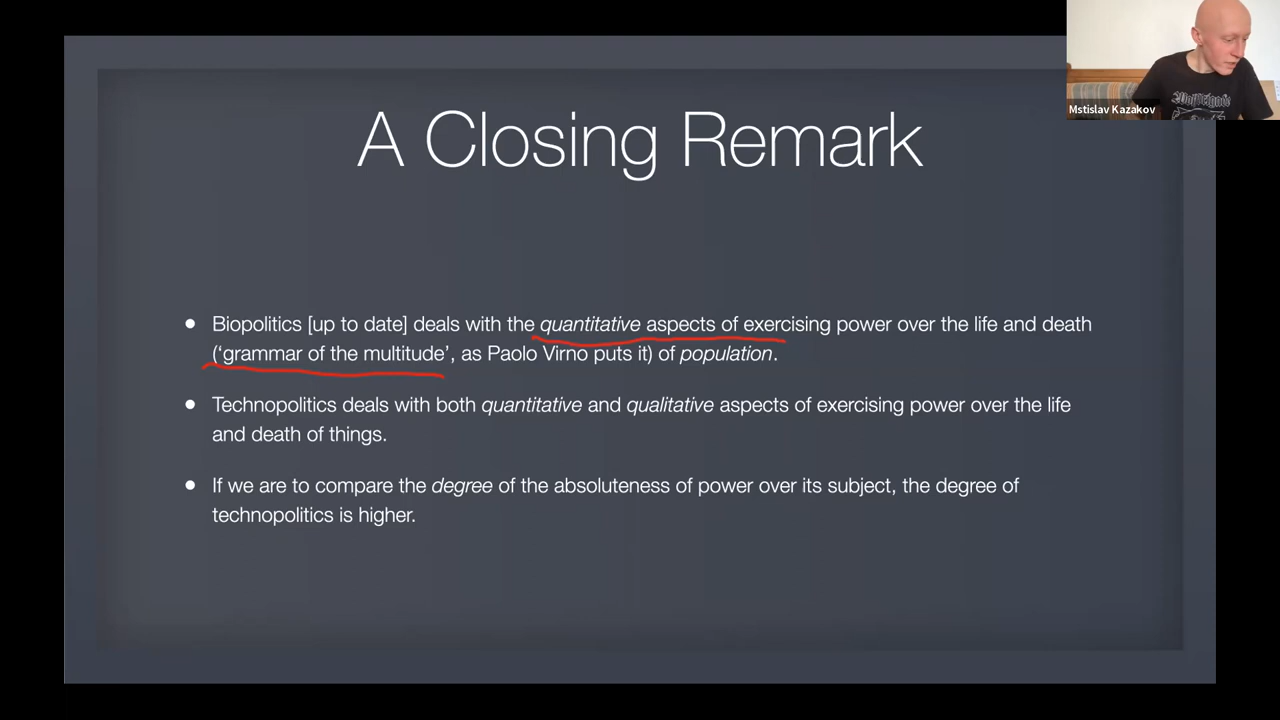 A Closing Remark
Mstislav Kazakov
• Biopolitics [up to date] deals with the quantitative aspects of exercising power over the life and death
(‘grammar of the multitude’, as Paolo Virno puts it) of population.
• Technopolitics deals with both quantitative and qualitative aspects of exercising power over the life
and death of things.
• If we are to compare the degree of the absoluteness of power over its subject, the degree of
technopolitics is higher.